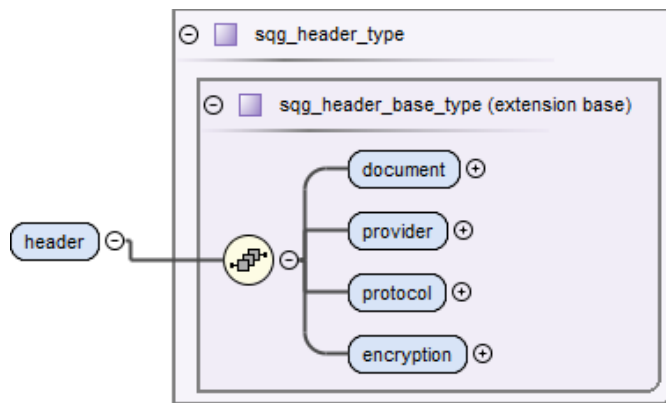 sqg_header_type
sqg_header_base_type (extension base)
document
provider
header
protocol
encryption